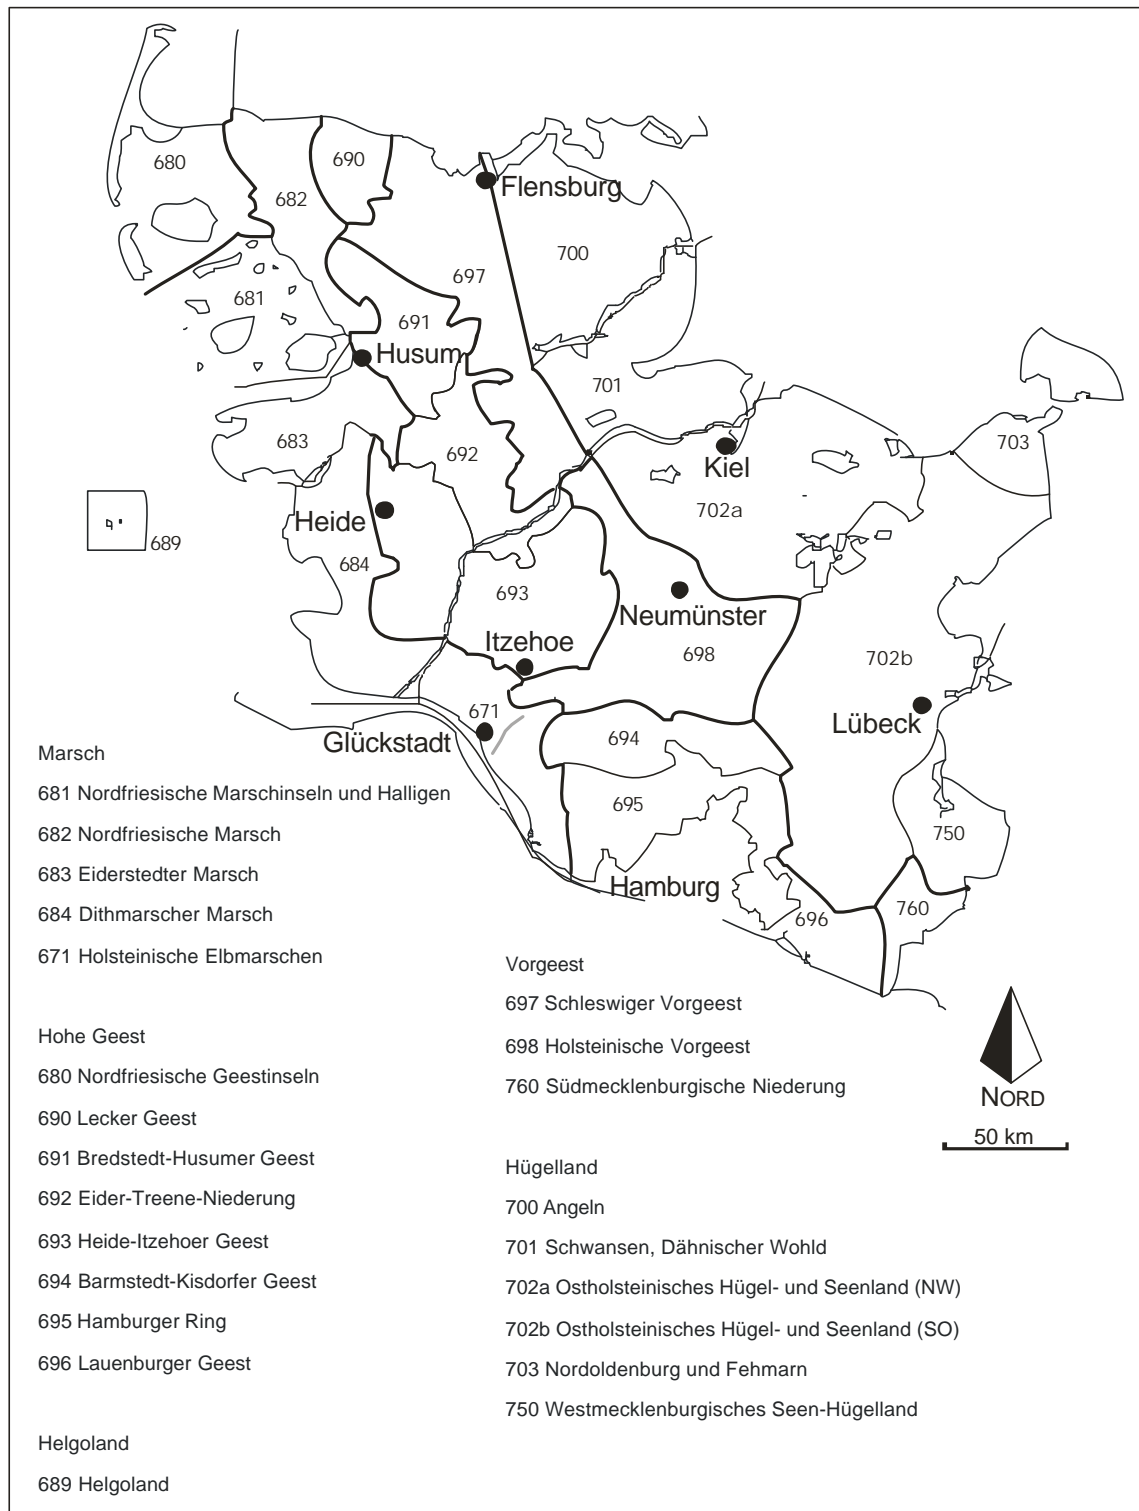 680
690
682
Flensburg
700
697
681
691
Husum
701
683
692
703
Kiel
702a
Heide
689
684
693
Neumünster
Itzehoe
698
702b
671
Lübeck
Glückstadt
694
695
750
Hamburg
760
696
Marsch
681 Nordfriesische Marschinseln und Halligen
682 Nordfriesische Marsch
683 Eiderstedter Marsch
684 Dithmarscher Marsch
671 Holsteinische Elbmarschen
Hohe Geest
680 Nordfriesische Geestinseln
690 Lecker Geest
691 Bredstedt-Husumer Geest
692 Eider-Treene-Niederung
693 Heide-Itzehoer Geest
694 Barmstedt-Kisdorfer Geest
695 Hamburger Ring
696 Lauenburger Geest
Helgoland
689 Helgoland
Vorgeest
697 Schleswiger Vorgeest
698 Holsteinische Vorgeest
760 Südmecklenburgische Niederung
Hügelland
700 Angeln
701 Schwansen, Dähnischer Wohld
702a Ostholsteinisches Hügel- und Seenland (NW)
702b Ostholsteinisches Hügel- und Seenland (SO)
703 Nordoldenburg und Fehmarn
750 Westmecklenburgisches Seen-Hügelland
NORD
50 km